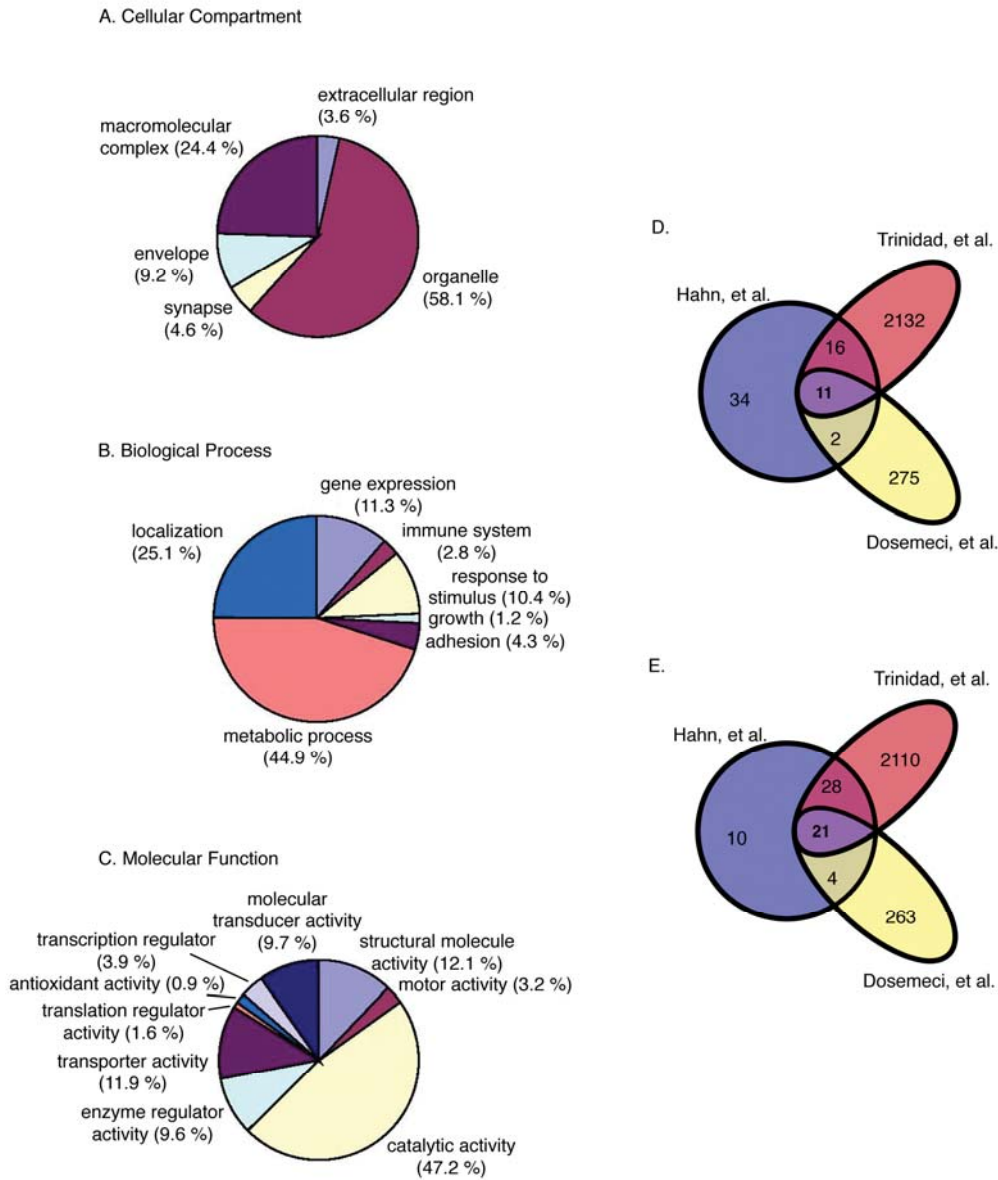 A. Cellular Compartment
extracellular region
(3.6 %)
macromolecular
complex (24.4 %)
envelope
(9.2 %)
synapse
(4.6 %)
organelle
(58.1 %)
B. Biological Process
gene expression
(11.3 %)
localization
(25.1 %)
immune system
(2.8 %)
response to
stimulus (10.4 %)
growth (1.2 %)
adhesion (4.3 %)
metabolic process
(44.9 %)
C. Molecular Function
molecular
transducer activity
(9.7 %)
transcription regulator
(3.9 %)
antioxidant activity (0.9 %)
translation regulator
activity (1.6 %)
transporter activity
(11.9 %)
enzyme regulator
activity (9.6 %)
structural molecule
activity (12.1 %)
motor activity (3.2 %)
catalytic activity
(47.2 %)
D.
Trinidad, et al.
Hahn, et al.
2132
16
34
11
2
275
Dosemeci, et al.
E.
Trinidad, et al.
Hahn, et al.
2110
28
10
21
4
263
Dosemeci, et al.